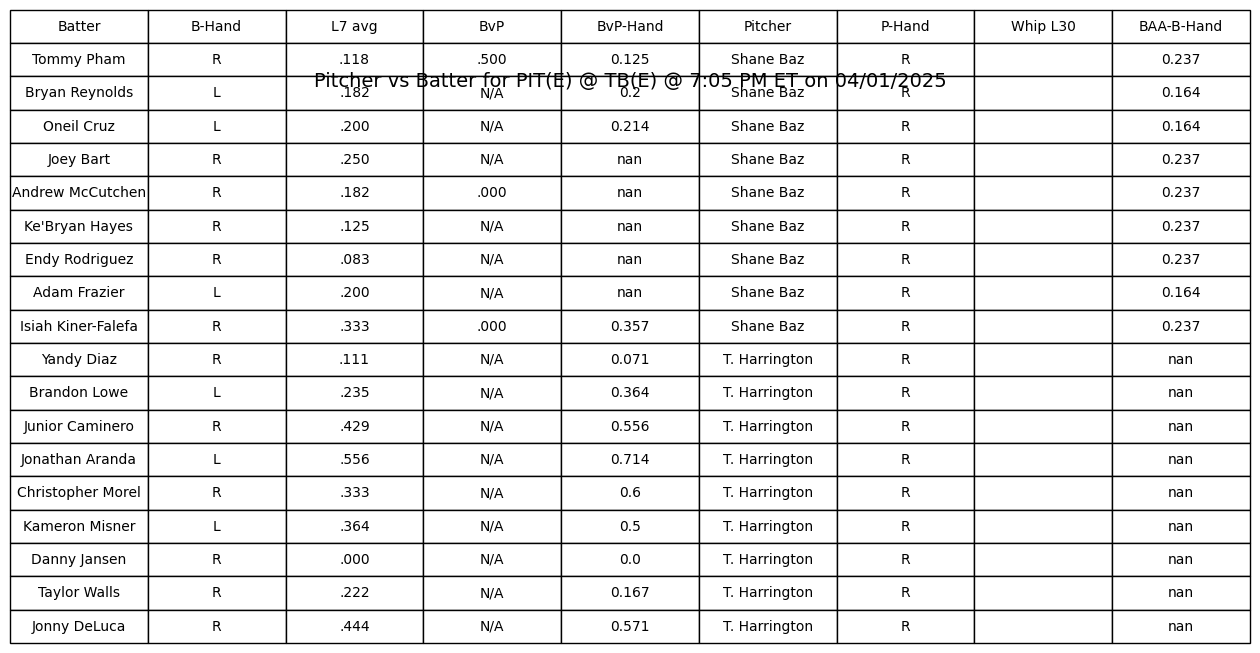 Batter B-Hand L7 avg BvP BvP-Hand Pitcher P-Hand Whip L30 BAA-B-Hand
Tommy Pham R .118 .500 0.125 Shane Baz R 0.237
Pitcher vs Batter for PIT(E) @ TB(E) @ 7:05 PM ET on 04/01/2025
Bryan Reynolds L .182 N/A 0.2 Shane Baz R 0.164
Oneil Cruz L .200 N/A 0.214 Shane Baz R 0.164
Joey Bart R .250 N/A nan Shane Baz R 0.237
Andrew McCutchen R .182 .000 nan Shane Baz R 0.237
Ke'Bryan Hayes R .125 N/A nan Shane Baz R 0.237
Endy Rodriguez R .083 N/A nan Shane Baz R 0.237
Adam Frazier L .200 N/A nan Shane Baz R 0.164
Isiah Kiner-Falefa R .333 .000 0.357 Shane Baz R 0.237
Yandy Diaz R .111 N/A 0.071 T. Harrington R nan
Brandon Lowe L .235 N/A 0.364 T. Harrington R nan
Junior Caminero R .429 N/A 0.556 T. Harrington R nan
Jonathan Aranda L .556 N/A 0.714 T. Harrington R nan
Christopher Morel R .333 N/A 0.6 T. Harrington R nan
Kameron Misner L .364 N/A 0.5 T. Harrington R nan
Danny Jansen R .000 N/A 0.0 T. Harrington R nan
Taylor Walls R .222 N/A 0.167 T. Harrington R nan
Jonny DeLuca R .444 N/A 0.571 T. Harrington R nan